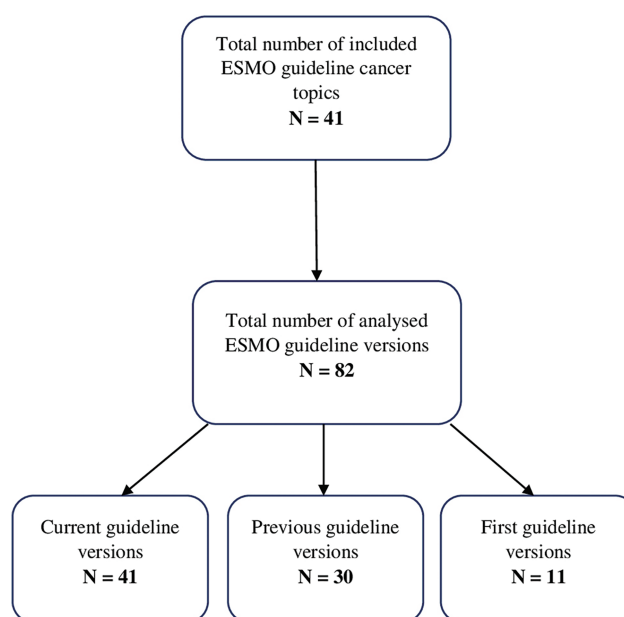 Total number of included
ESMO guideline cancer
topics
N = 41
Total number of analysed
ESMO guideline versions
N = 82
Current guideline
versions
N = 41
Previous guideline
versions
N = 30
First guideline
versions
N = 11